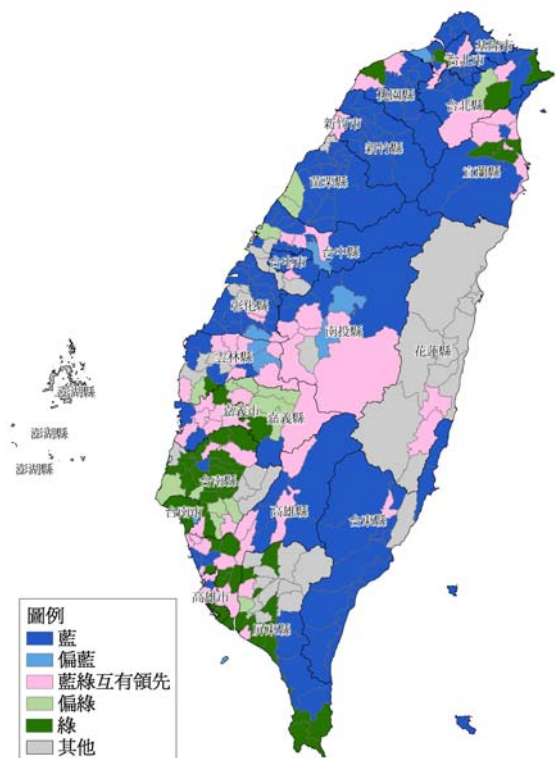 基隆市
台北市
桃園縣
台北縣
新竹市
新竹縣
宜蘭縣
苗栗縣
台中縣
台中市
彰化縣
南投縣
花蓮縣
雲林縣
澎湖縣
嘉義市
嘉義縣
澎湖縣
澎湖縣
台南縣
台南市
高雄縣
台東縣
高雄市
屏東縣
圖例
藍
偏藍
藍綠互有領先
偏綠
綠
其他